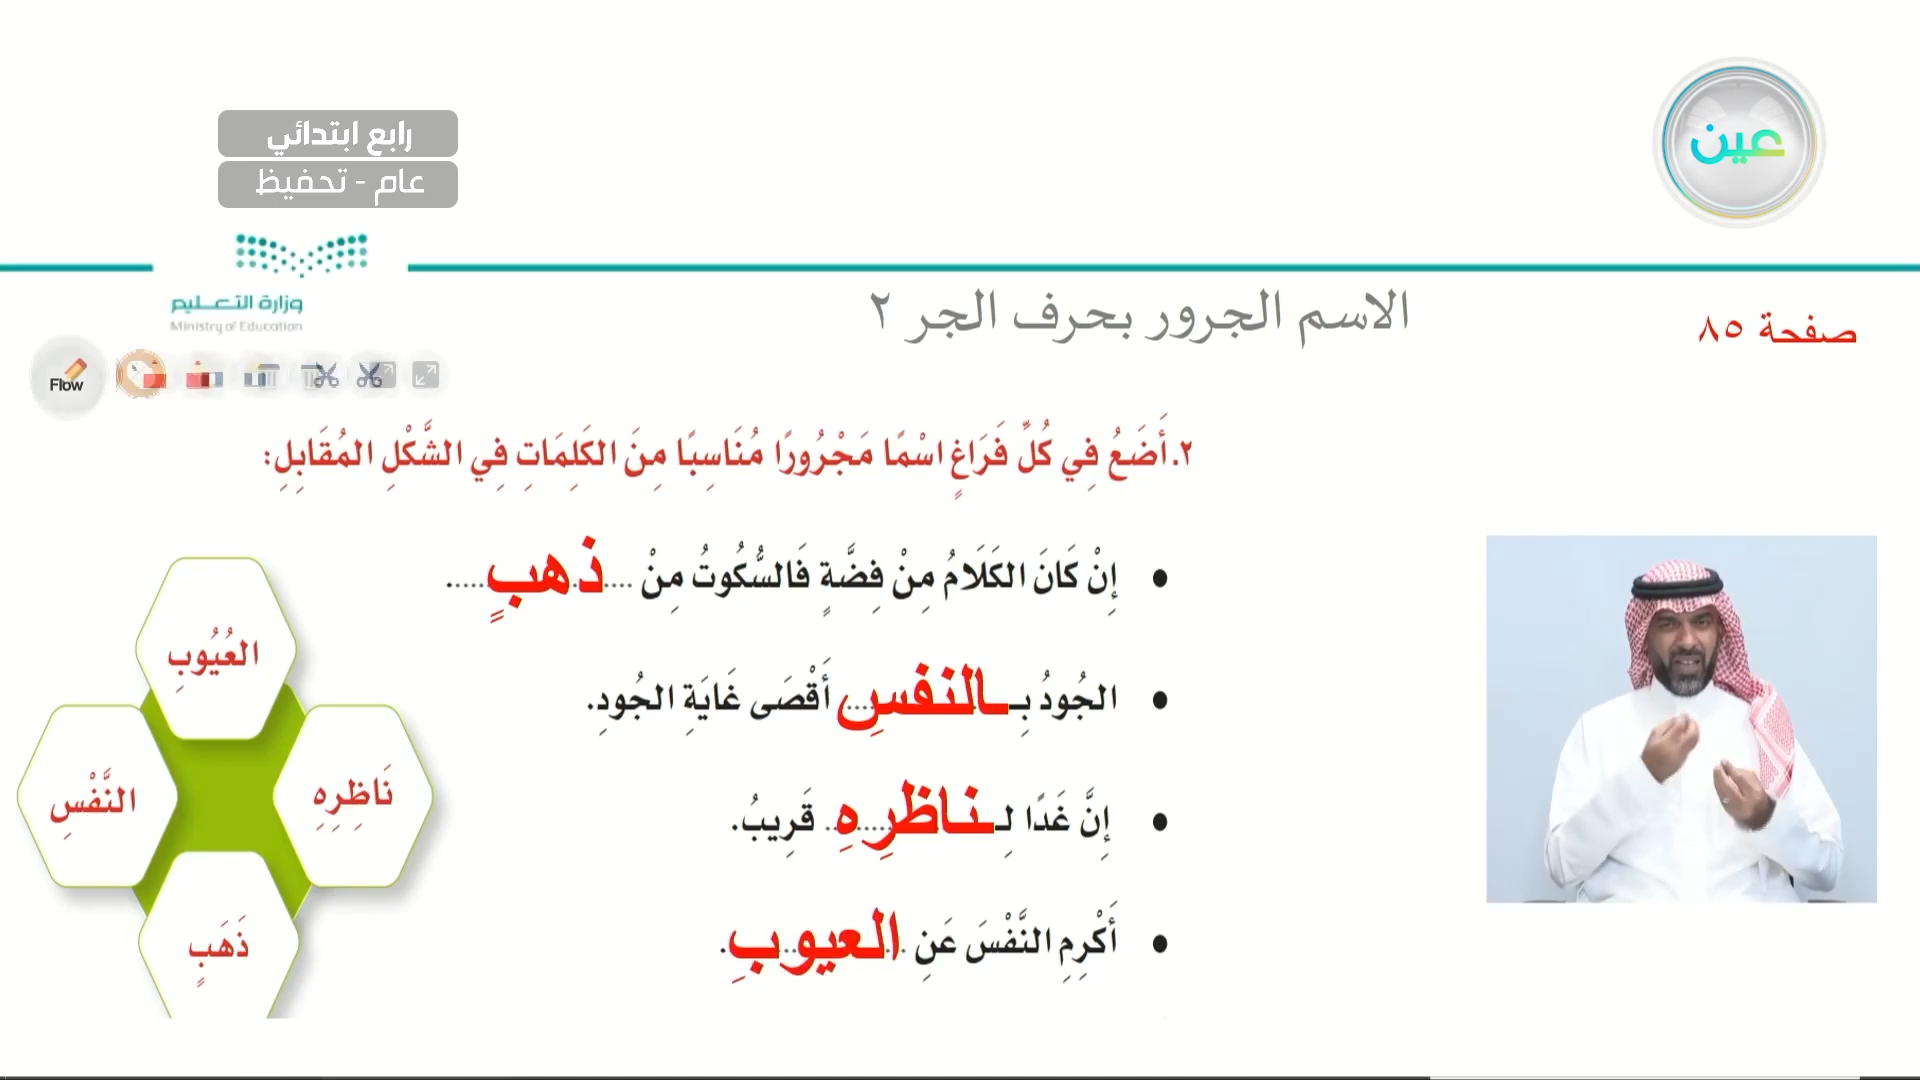 عين
رابع ابتدائي
عام - تحفيظ
وزارة التعليم
Ministry of Education
الاسم الجرور بحرف الجر ٢
صفحة ٨٥
Flow
٢. أَضَعُ فِي كُلِّ فَرَاغٍ اسْمًا مَجْرُورًا مُنَاسِبًا مِنَ الكَلِمَاتِ فِي الشَّكْلِ المُقَابِلِ:
• إِنْ كَانَ الكَلَامُ مِنْ فِضَّةٍ فَالسُّكُوتُ مِنْ .... ذهبٍ .....
• الجُودُ بِـالنفسِ.... أَقْصَى غَايَةِ الجُودِ.
• إِنَّ غَدًا لِـناظرِهِ .. قَرِيبُ.
• أَكْرِمِ النَّفْسَ عَنِ . العيوبِ.
العُيُوبِ
نَاظِرِهِ
النَّفْسِ
ذَهَبٍ